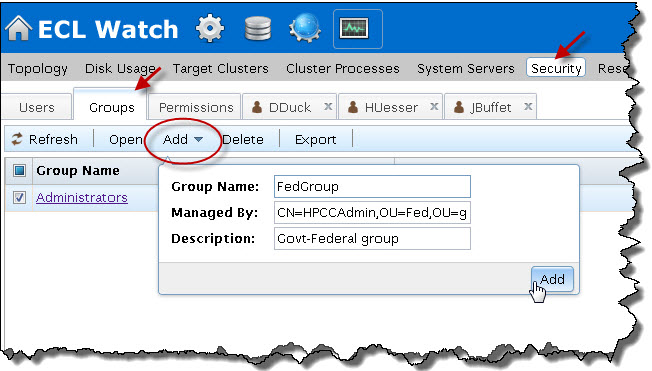 ECL Watch
Topology Disk Usage Target Clusters Cluster Processes System Servers Security Rese
Users Groups Permissions DDuck x HUesser x JBuffet x
Refresh Open Add Delete Export
Group Name
Administrators
Group Name: FedGroup
Managed By: CN=HPCCAdmin,OU=Fed,OU=g
Description: Govt-Federal group
Add